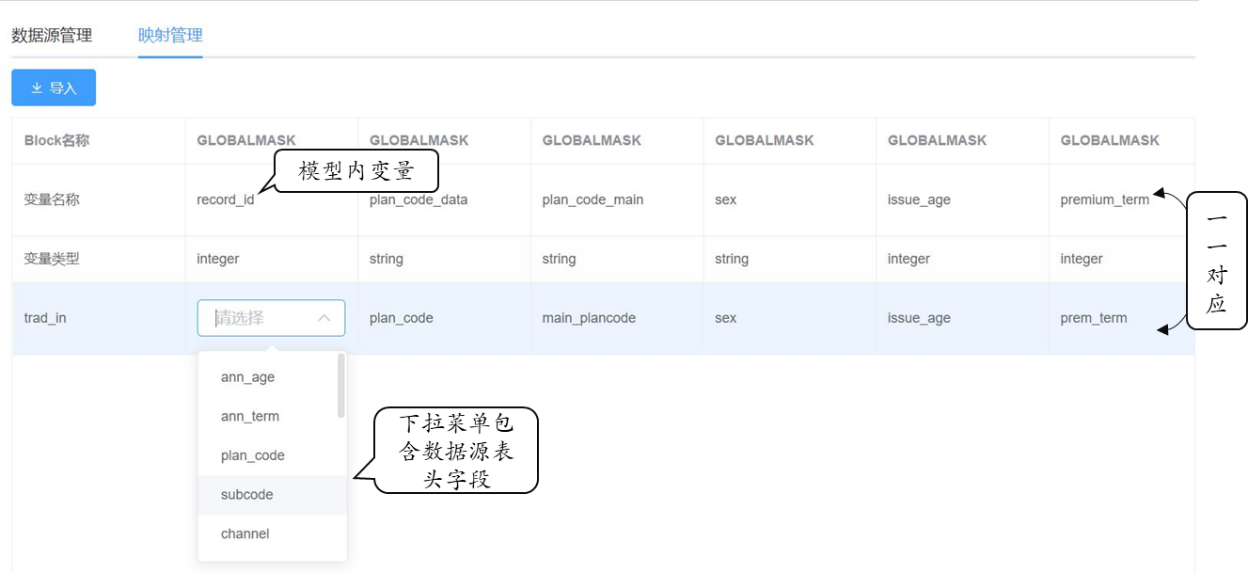 数据源管理 映射管理
导入
Block名称 GLOBALMASK GLOBALMASK GLOBALMASK GLOBALMASK GLOBALMASK GLOBALMASK
模型内变量
变量名称 record_id plan_code_data plan_code_main sex issue_age premium_term
变量类型 integer string string string integer integer
一
一
对
应
trad_in 请选择 plan_code main_plancode sex issue_age prem_term
ann_age
ann_term
plan_code
subcode
channel
下拉菜单包
含数据源表
头字段